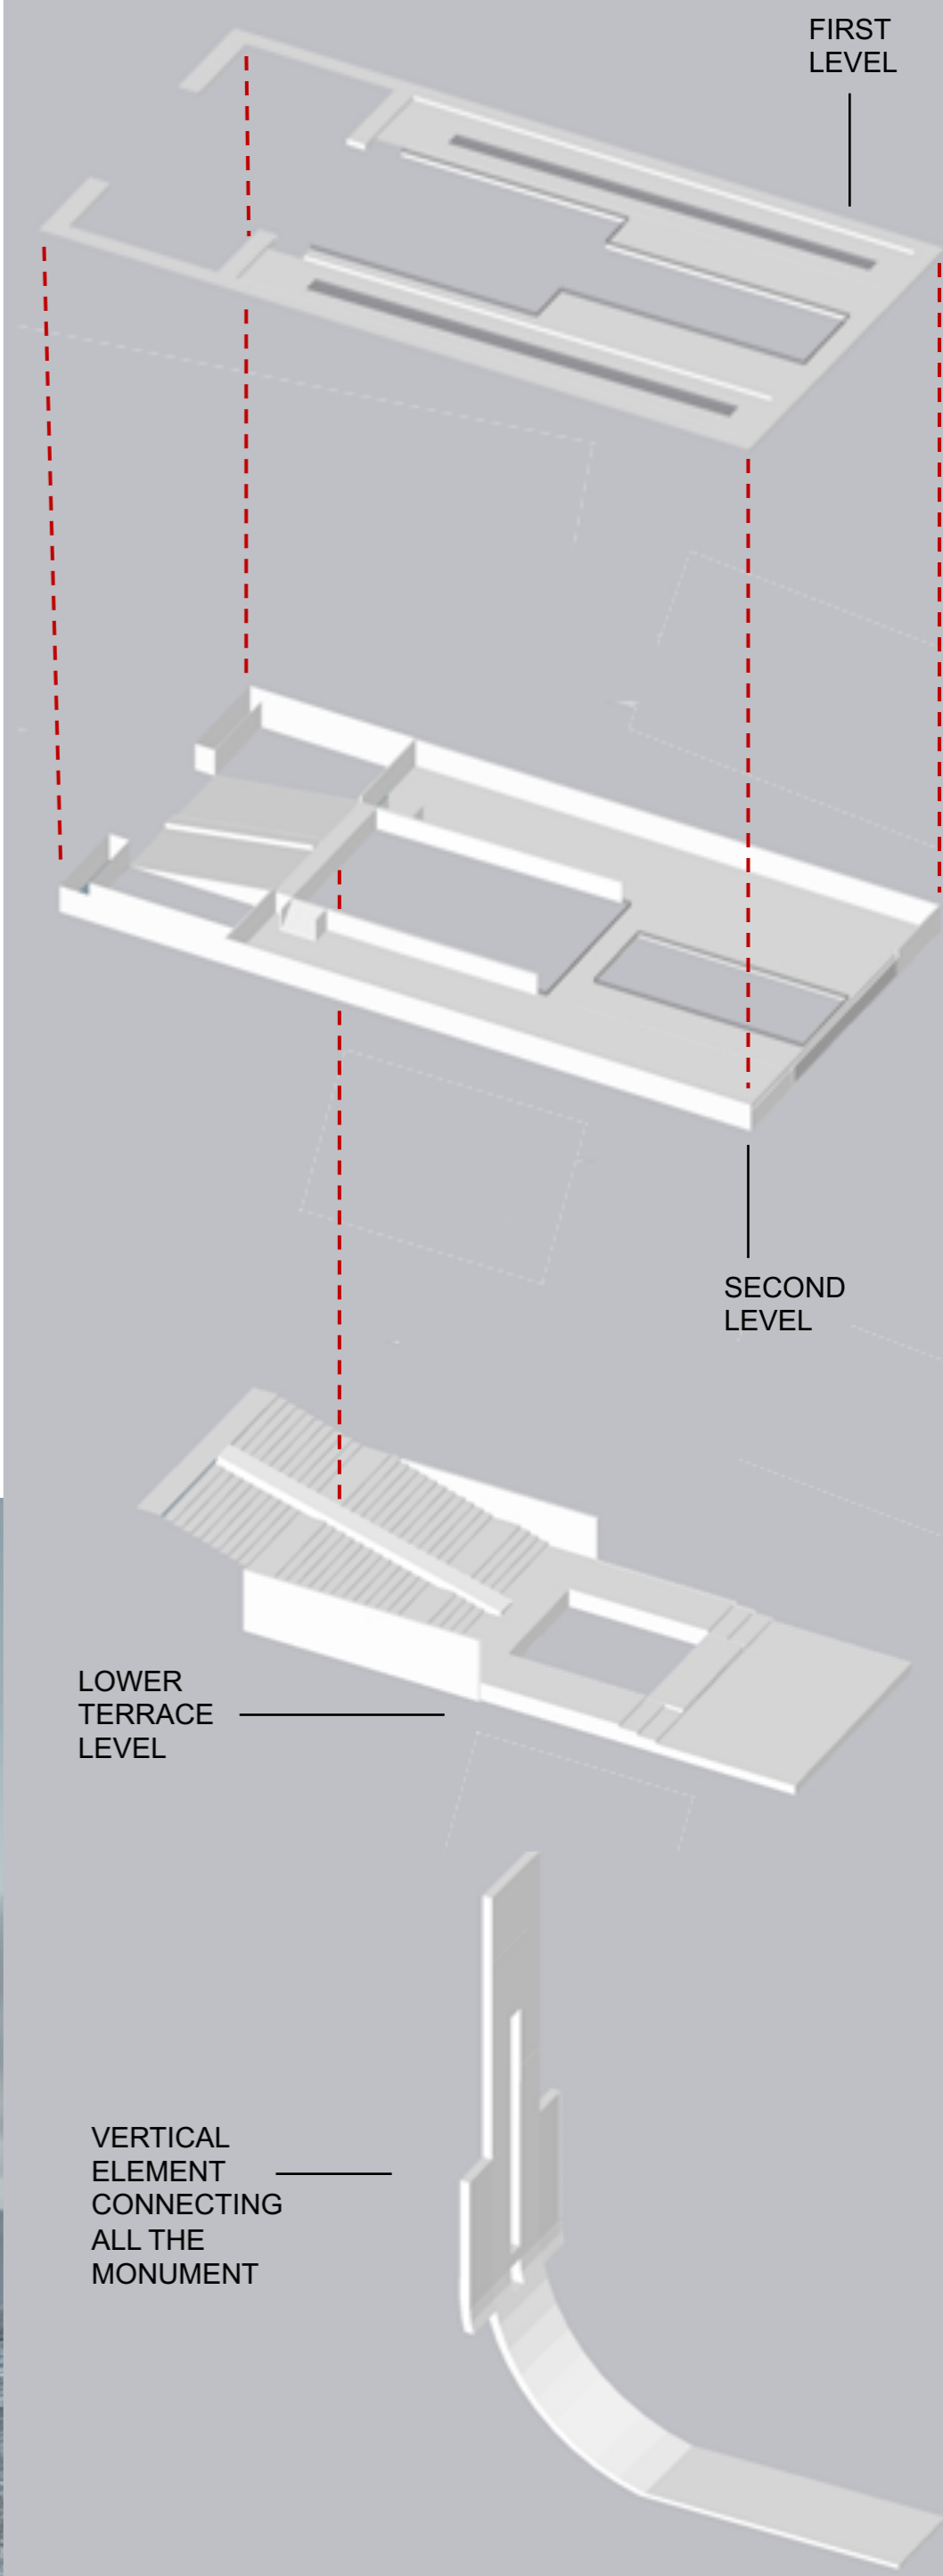 FIRST
LEVEL
SECOND
LEVEL
LOWER
TERRACE
LEVEL
VERTICAL
ELEMENT
CONNECTING
ALL THE
MONUMENT